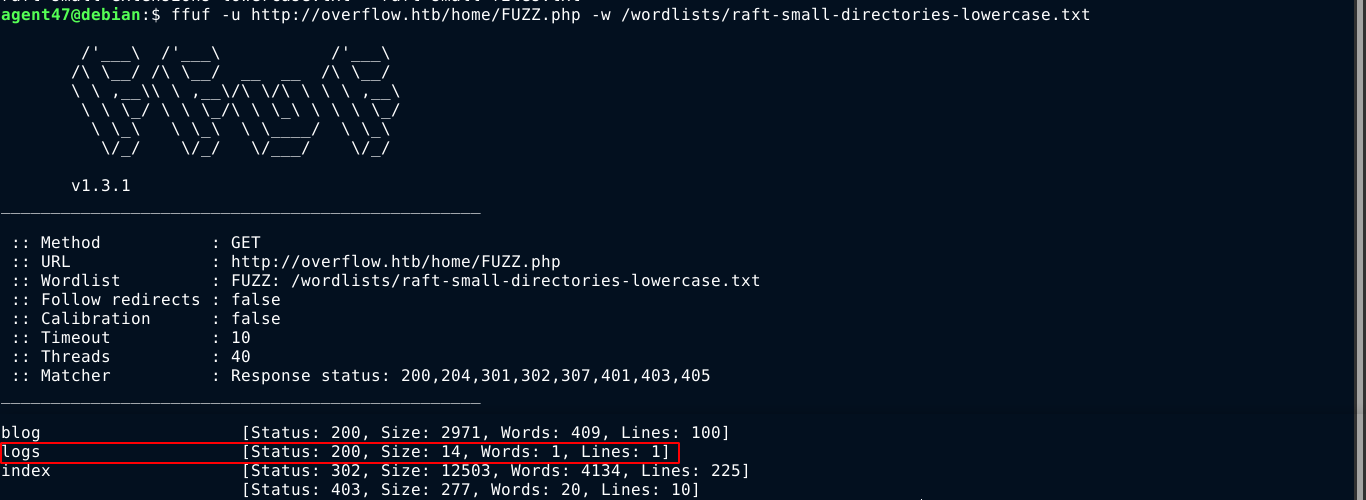 agent47@debian:$ ffuf -u http://overflow.htb/home/FUZZ.php -w /wordlists/raft-small-directories-lowercase.txt

        /'___\  /'___\           /'___\
       /\ \__/ /\ \__/  __  __  /\ \__/
       \ \ ,__\\ \ ,__\/\ \/\ \ \ \ ,__\
        \ \ \_/ \ \ \_/\ \ \_\ \ \ \ \_/
         \ \_\   \ \_\  \ \____/  \ \_\
          \/_/    \/_/   \/___/    \/_/

       v1.3.1
________________________________________________

 :: Method           : GET
 :: URL              : http://overflow.htb/home/FUZZ.php
 :: Wordlist         : FUZZ: /wordlists/raft-small-directories-lowercase.txt
 :: Follow redirects : false
 :: Calibration      : false
 :: Timeout          : 10
 :: Threads          : 40
 :: Matcher          : Response status: 200,204,301,302,307,401,403,405
________________________________________________

blog                    [Status: 200, Size: 2971, Words: 409, Lines: 100]
logs                    [Status: 200, Size: 14, Words: 1, Lines: 1]
index                   [Status: 302, Size: 12503, Words: 4134, Lines: 225]
                        [Status: 403, Size: 277, Words: 20, Lines: 10]